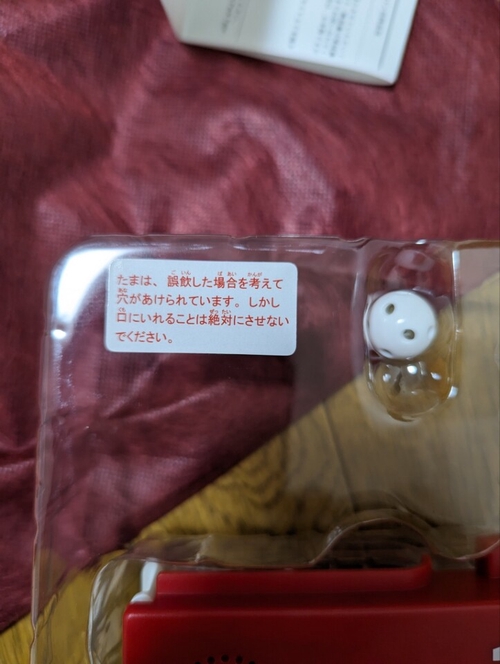 たまは、誤飲した場合を考えて
穴があけられています。しかし
口にいれることは絶対にさせない
でください。